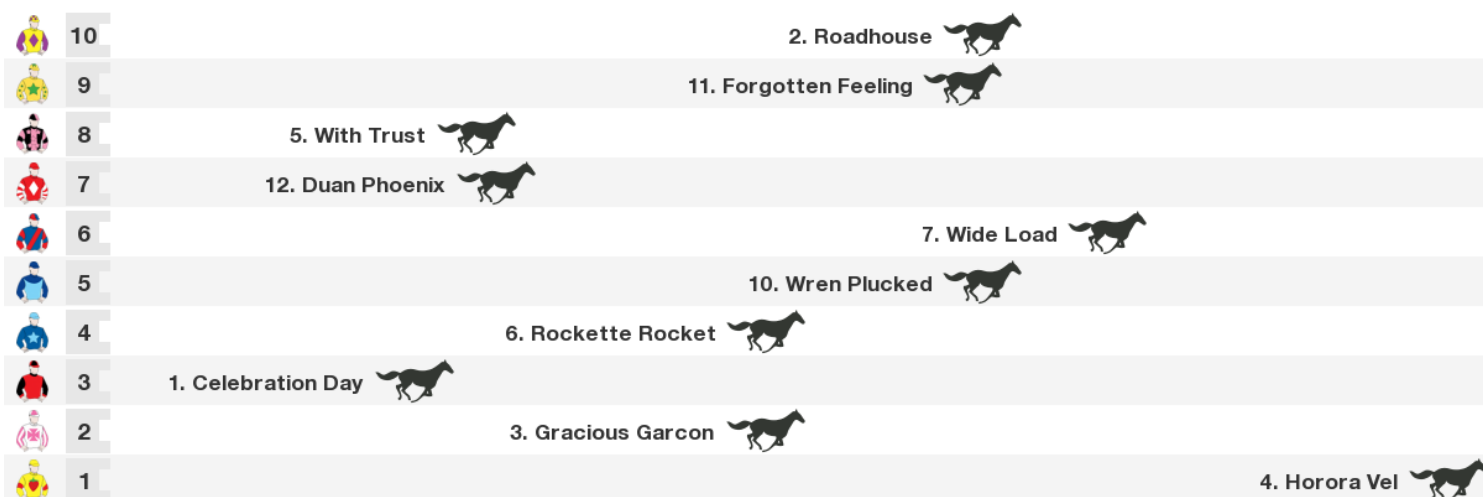 10 2. Roadhouse
9 11. Forgotten Feeling
8 5. With Trust
7 12. Duan Phoenix
6 7. Wide Load
5 10. Wren Plucked
4 6. Rockette Rocket
3 1. Celebration Day
2 3. Gracious Garcon
1 4. Horora Vel